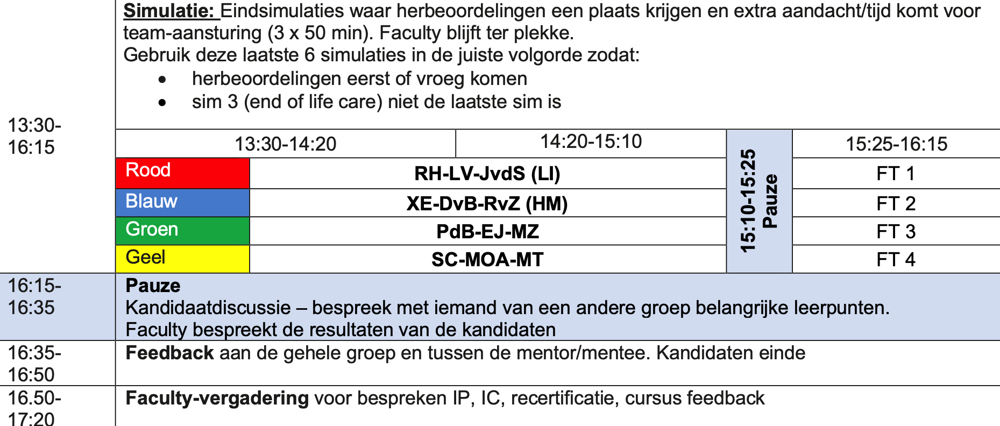 Simulatie: Eindsimulaties waar herbeoordelingen een plaats krijgen en extra aandacht/tijd komt voor
team-aansturing (3 x 50 min). Faculty blijft ter plekke.
Gebruik deze laatste 6 simulaties in de juiste volgorde zodat:
• herbeoordelingen eerst of vroeg komen
• sim 3 (end of life care) niet de laatste sim is
13:30-
16:15
13:30-14:20
14:20-15:10
15:10-15:25
Pauze
15:25-16:15
Rood
RH-LV-JvdS (LI)
FT 1
Blauw
XE-DvB-RvZ (HM)
FT 2
Groen
PdB-EJ-MZ
FT 3
Geel
SC-MOA-MT
FT 4
16:15-
16:35
Pauze
Kandidaatdiscussie – bespreek met iemand van een andere groep belangrijke leerpunten.
Faculty bespreekt de resultaten van de kandidaten
16:35-
16:50
Feedback aan de gehele groep en tussen de mentor/mentee. Kandidaten einde
16.50-
17:20
Faculty-vergadering voor bespreken IP, IC, recertificatie, cursus feedback